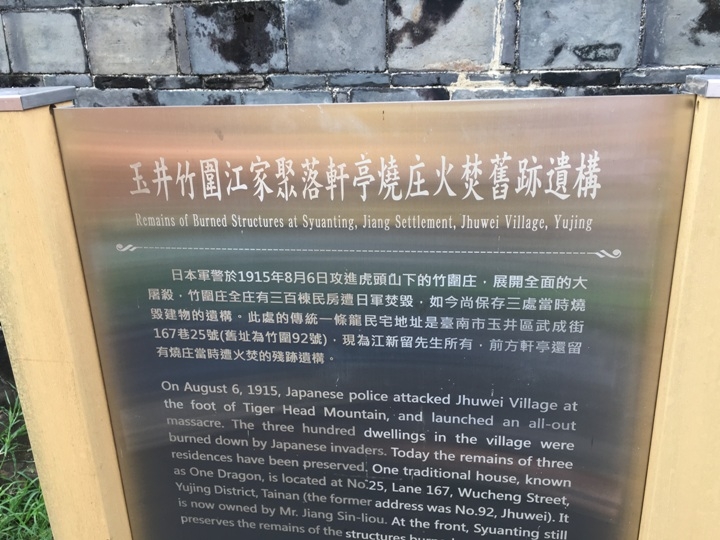 玉井竹圍江家聚落軒亭燒庄火焚舊跡遺構
Remains of Burned Structures at Syuanting, Jiang Settlement, Jhuwei Village, Yujing
日本軍警於1915年8月6日攻進虎頭山下的竹圍庄，展開全面的大
屠殺，竹圍庄全庄有三百棟民房遭日軍焚毀，如今尚保存三處當時燒
毀建物的遺構。此處的傳統一條龍民宅地址是臺南市玉井區武成街
167巷25號(舊址為竹圍92號)，現為江新留先生所有，前方軒亭還留
有燒庄當時遭火焚的殘跡遺構。
On August 6, 1915, Japanese police attacked Jhuwei Village at
the foot of Tiger Head Mountain, and launched an all-out
massacre. The three hundred dwellings in the village were
burned down by Japanese invaders. Today the remains of three
residences have been preserved. One traditional house, known
as One Dragon, is located at No.25, Lane 167, Wucheng Street,
Yujing District, Tainan (the former address was No.92, Jhuwei). It
is now owned by Mr. Jiang Sin-liou. At the front, Syuanting still
preserves the remains of the structures